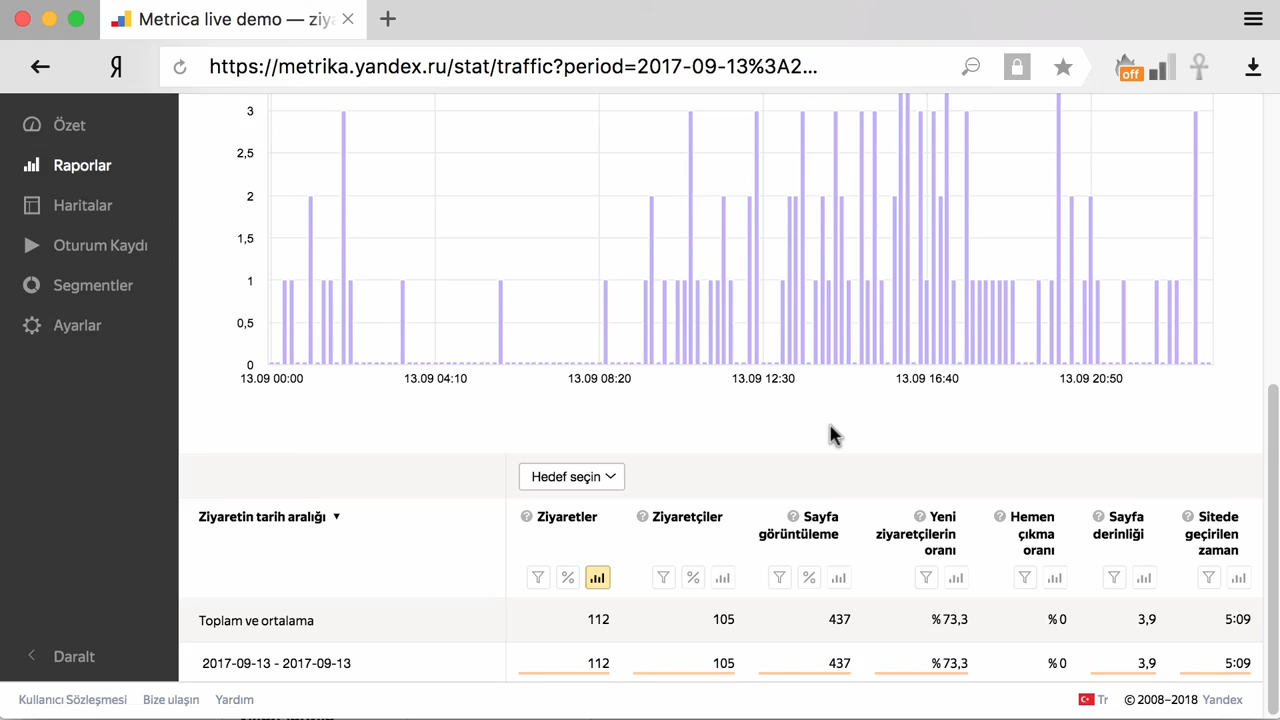 Metrica live demo — ziya
Я
https://metrika.yandex.ru/stat/traffic?period=2017-09-13%3A2...
off
Özet
Raporlar
Haritalar
Oturum Kaydı
Segmentler
Ayarlar
Daralt
3
2,5
2
1,5
1
0,5
0
13.09 00:00 13.09 04:10 13.09 08:20 13.09 12:30 13.09 16:40 13.09 20:50
Hedef seçin
Ziyaretin tarih aralığı ▼
? Ziyaretler
? Ziyaretçiler
? Sayfa
görüntüleme
? Yeni
ziyaretçilerin
oranı
? Hemen
çıkma
oranı
? Sayfa
derinliği
? Sitede
geçirilen
zaman
% % %
Toplam ve ortalama 112 105 437 %73,3 %0 3,9 5:09
2017-09-13 - 2017-09-13 112 105 437 %73,3 %0 3,9 5:09
Kullanıcı Sözleşmesi Bize ulaşın Yardım Tr © 2008–2018 Yandex